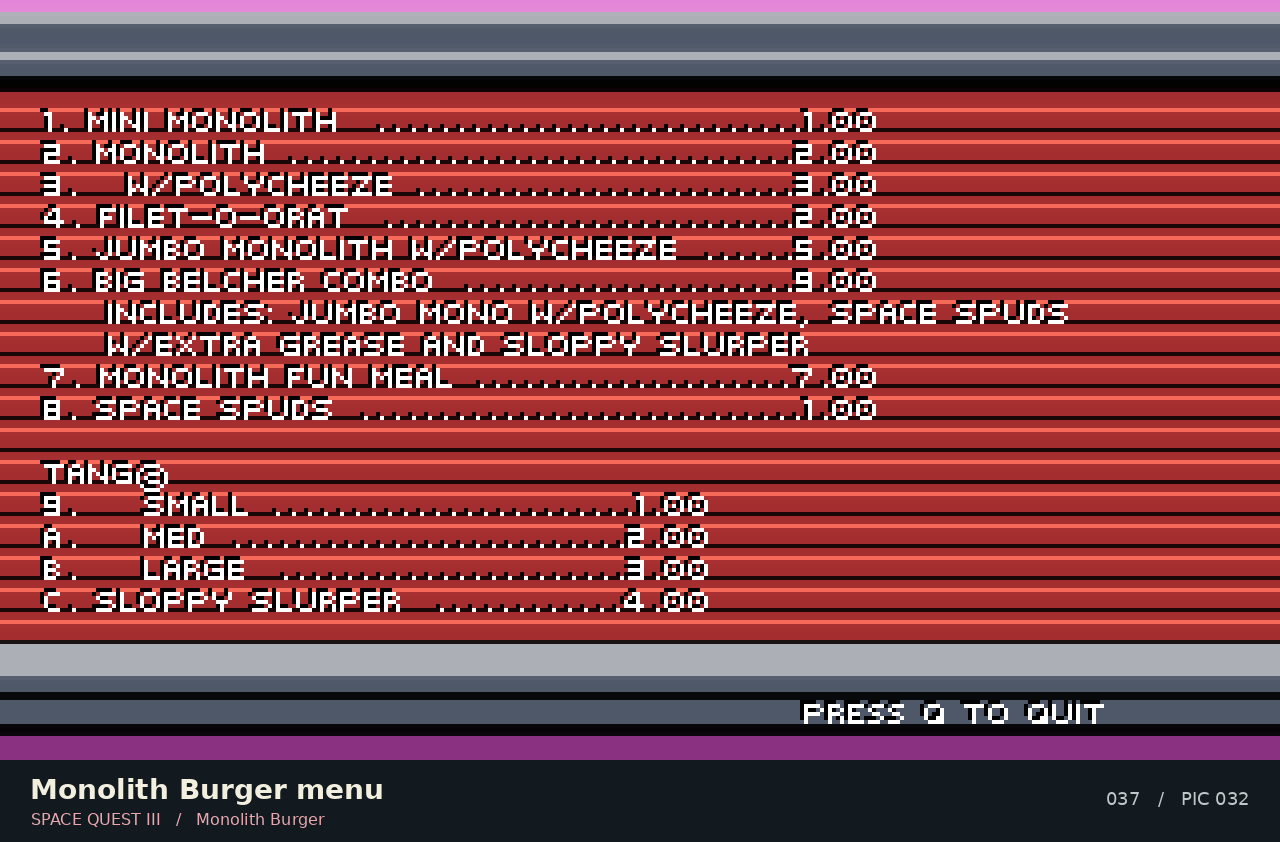 1. MINI MONOLITH ..........................1.00
2. MONOLITH ...............................2.00
3. W/POLYCHEEZE .......................3.00
4. FILET-O-ORAT .........................2.00
5. JUMBO MONOLITH W/POLYCHEEZE ......5.00
6. BIG BELCHER COMBO ....................9.00
INCLUDES: JUMBO MONO W/POLYCHEEZE, SPACE SPUDS
W/EXTRA GREASE AND SLOPPY SLURPER
7. MONOLITH FUN MEAL ...................7.00
8. SPACE SPUDS ...........................1.00
TANG@
9. SMALL ......................1.00
A. MED ........................2.00
B. LARGE .....................3.00
C. SLOPPY SLURPER ............4.00
PRESS Q TO QUIT
Monolith Burger menu
SPACE QUEST III / Monolith Burger
037 / PIC 032